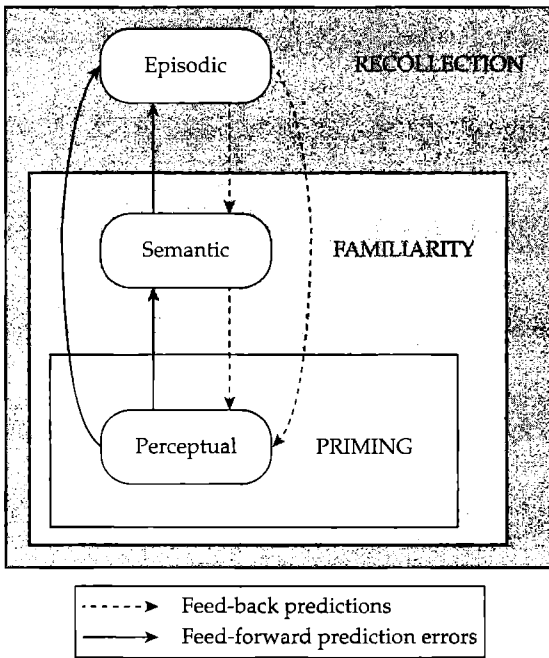 Episodic
RECOLLECTION
Semantic
FAMILIARITY
Perceptual
PRIMING
Feed-back predictions
Feed-forward prediction errors